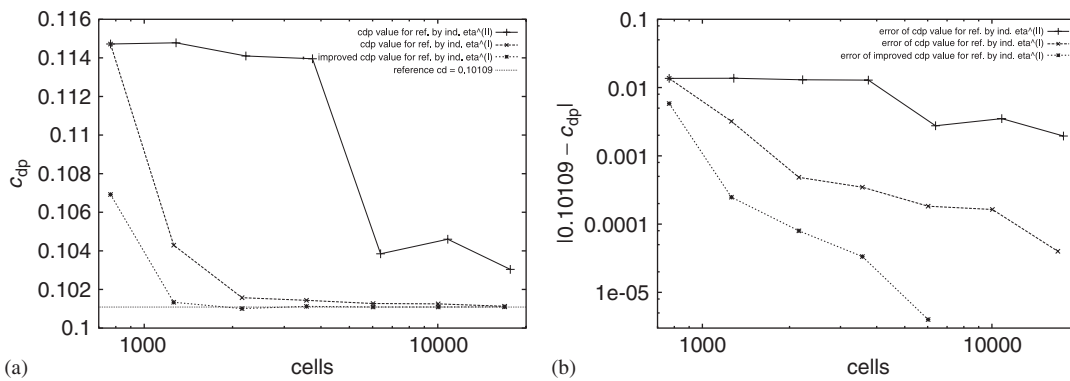 cdp value for ref. by ind. eta^(II)
cdp value for ref. by ind. eta^(I)
improved cdp value for ref. by ind. eta^(I)
reference cd = 0.10109
0.116
0.114
0.112
0.11
0.108
0.106
0.104
0.102
0.1
c_dp
1000
10000
cells
(a)
error of cdp value for ref. by ind. eta^(II)
error of cdp value for ref. by ind. eta^(I)
error of improved cdp value for ref. by ind. eta^(I)
0.1
0.01
0.001
0.0001
1e-05
|0.10109 – c_dp|
1000
10000
cells
(b)